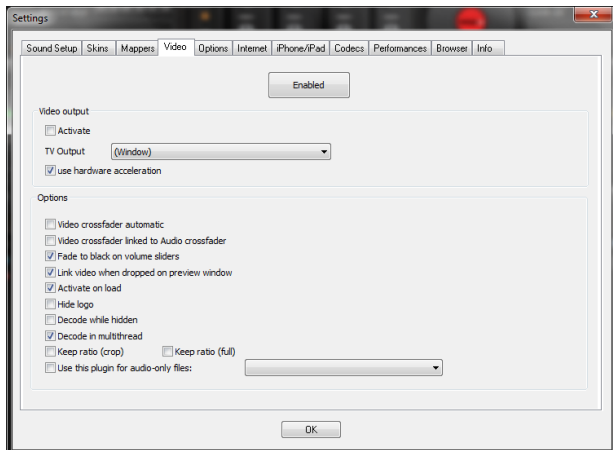 Settings
Sound Setup Skins Mappers Video Options Internet iPhone/iPad Codecs Performances Browser Info
Enabled
Video output
Activate
TV Output (Window)
use hardware acceleration
Options
Video crossfader automatic
Video crossfader linked to Audio crossfader
Fade to black on volume sliders
Link video when dropped on preview window
Activate on load
Hide logo
Decode while hidden
Decode in multithread
Keep ratio (crop) Keep ratio (full)
Use this plugin for audio-only files:
OK